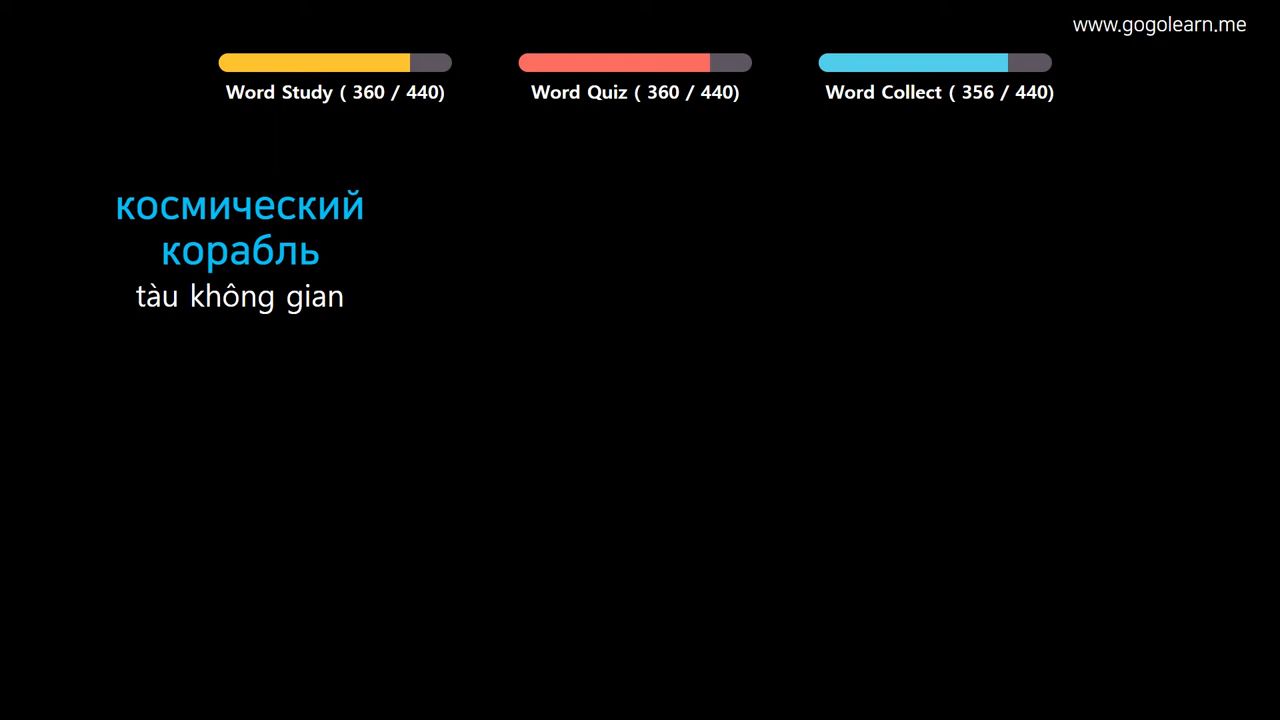 www.gogolearn.me
Word Study ( 360 / 440)
Word Quiz ( 360 / 440)
Word Collect ( 356 / 440)
космический
корабль
tàu không gian